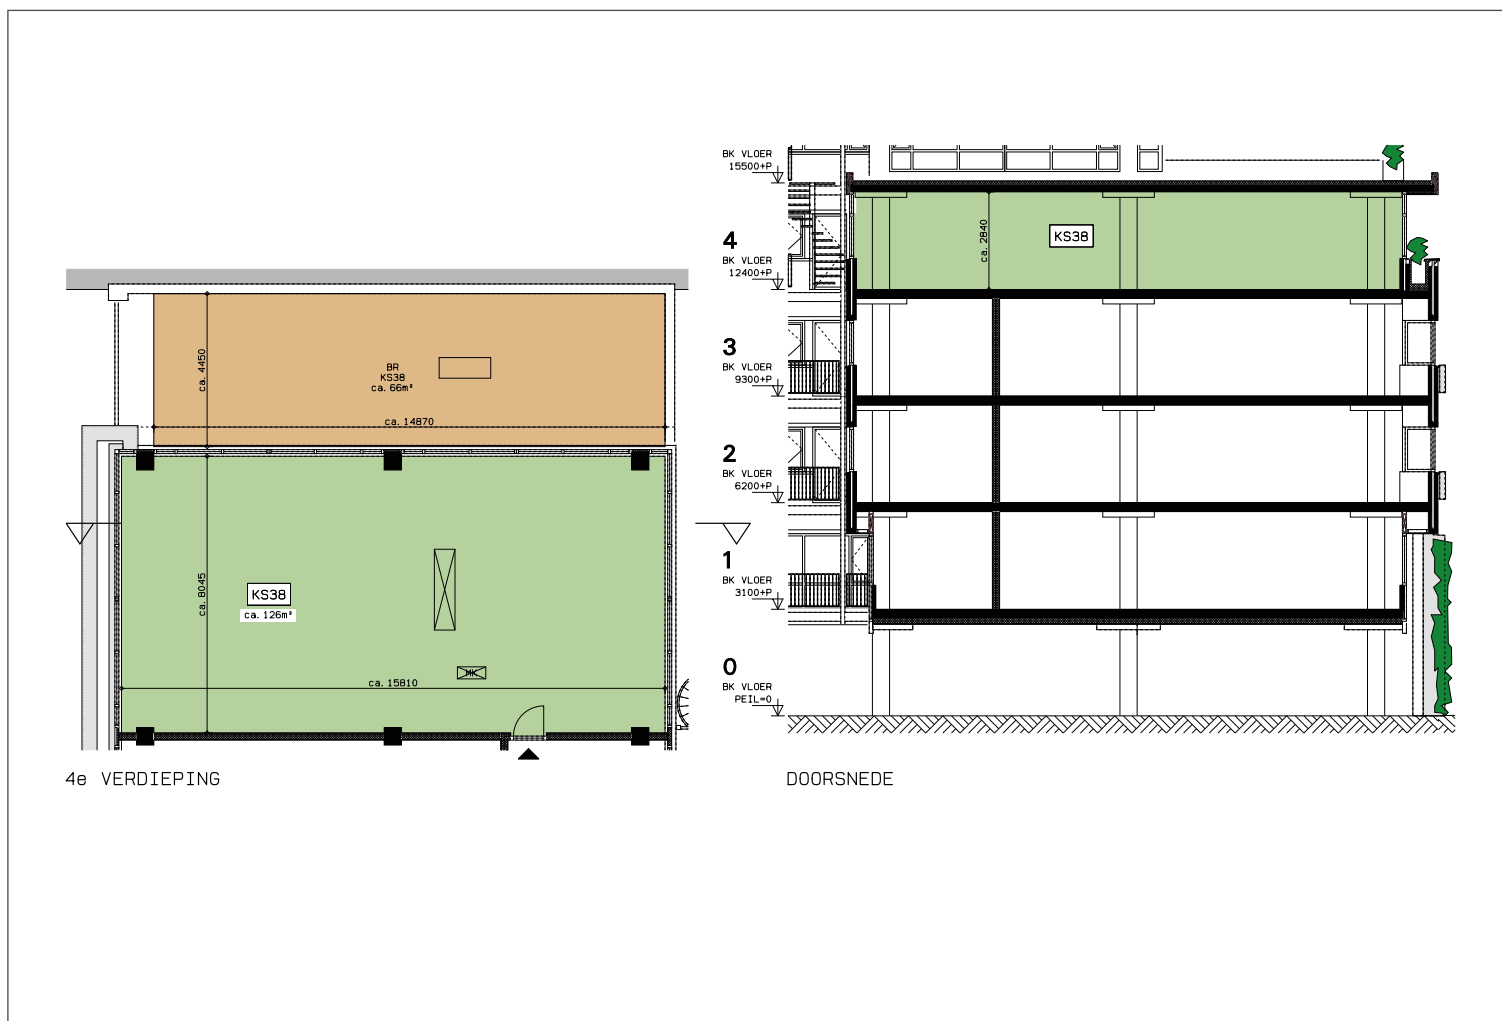 ca. 4450
BR
KS38
ca. 66m²
ca. 14870
ca. 8045
KS38
ca. 126m²
MK
ca. 15810
4e VERDIEPING
BK VLOER
15500+P
4
BK VLOER
12400+P
3
BK VLOER
9300+P
2
BK VLOER
6200+P
1
BK VLOER
3100+P
0
BK VLOER
PEIL=0
ca. 2840
KS38
DOORSNEDE